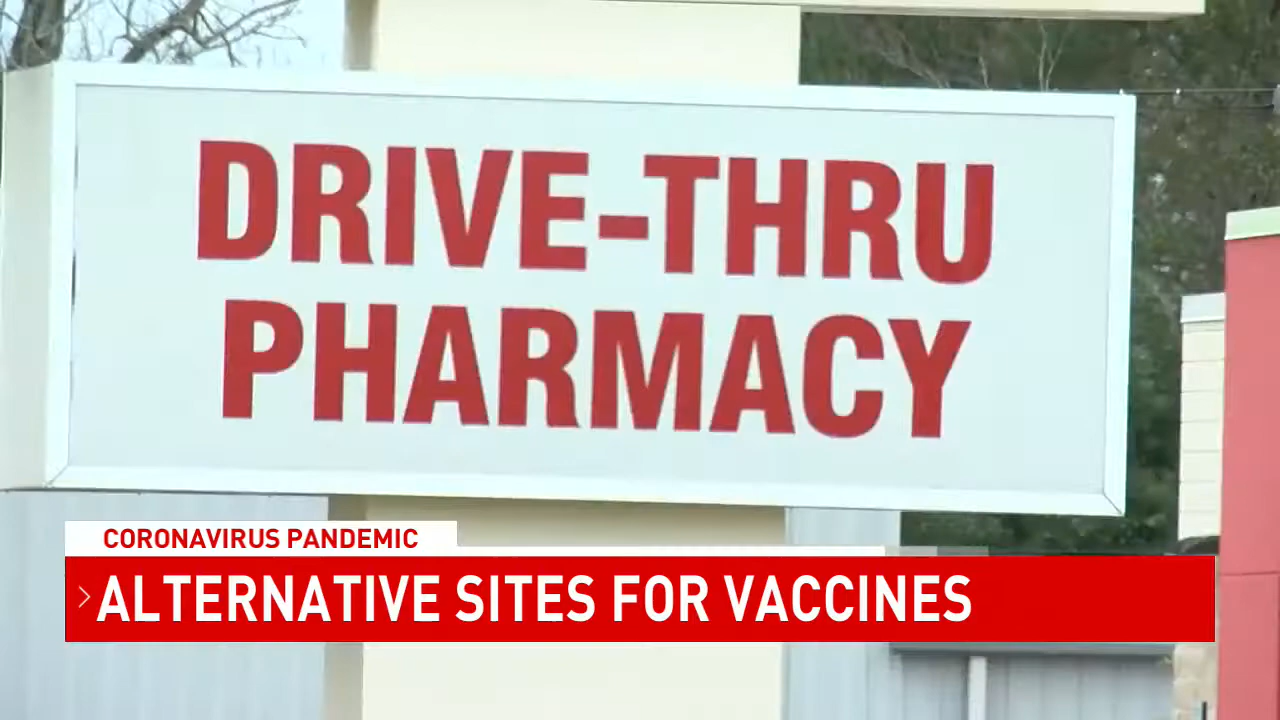 DRIVE-THRU
PHARMACY
CORONAVIRUS PANDEMIC
ALTERNATIVE SITES FOR VACCINES